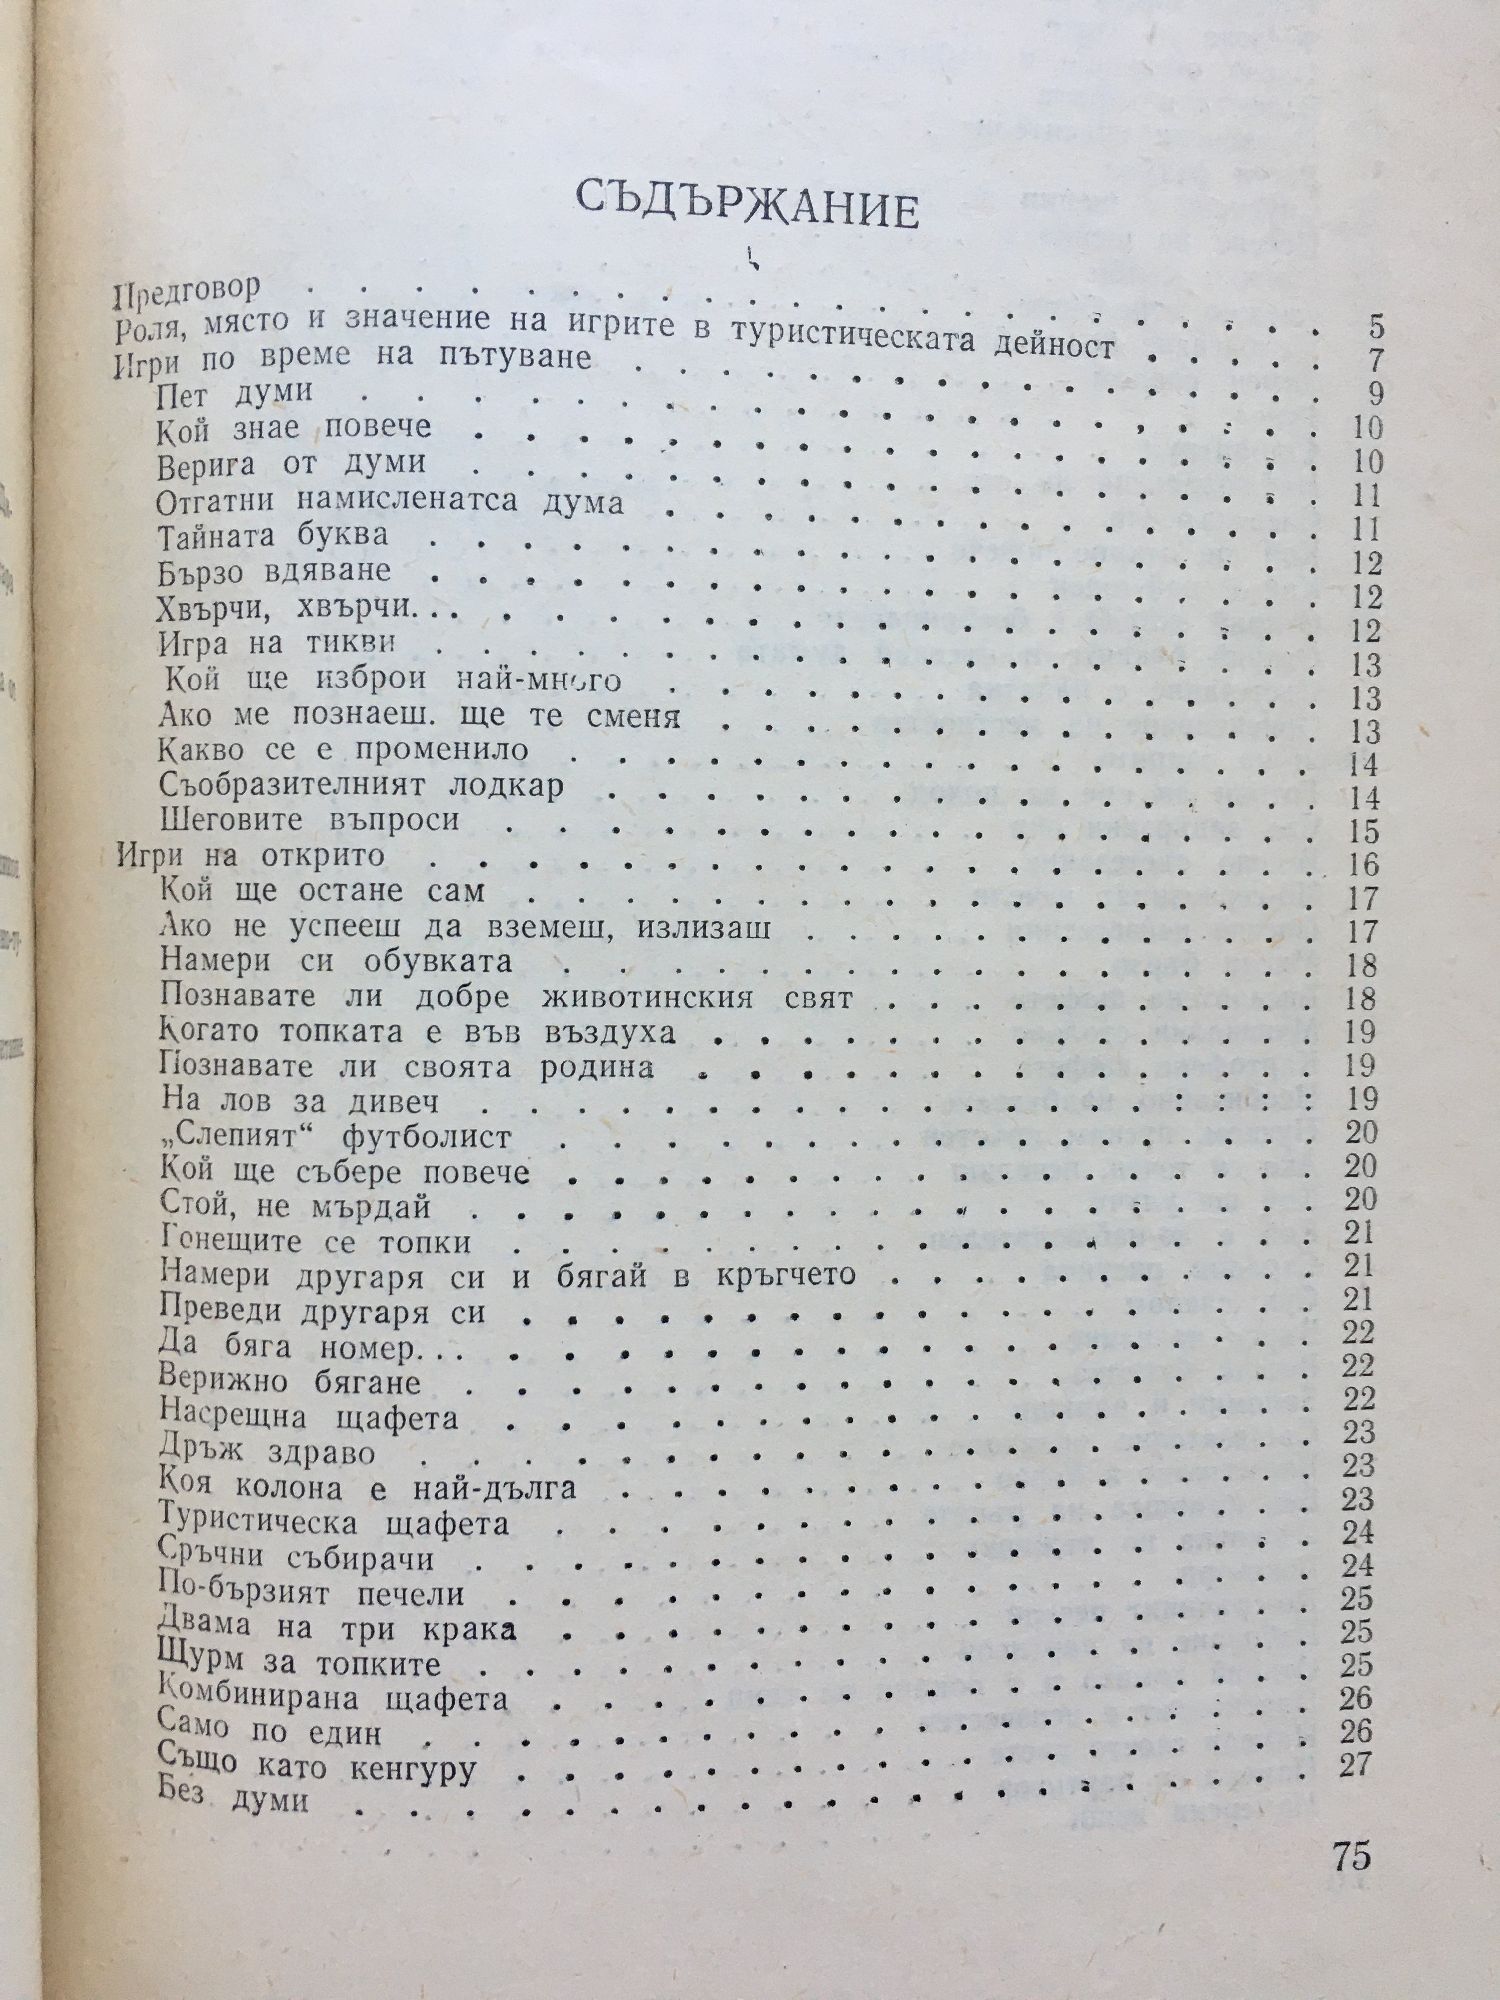 СЪДЪРЖАНИЕ
Предговор . . . . . . . . . . . . . . . . . . 5
Роля, място и значение на игрите в туристическата дейност . . . . . 7
Игри по време на пътуване . . . . . . . . . . . . . . 9
Пет думи . . . . . . . . . . . . . . . . . 10
Кой знае повече . . . . . . . . . . . . . . . 10
Верига от думи . . . . . . . . . . . . . . . 11
Отгатни намисленатса дума . . . . . . . . . . . . 11
Тайната буква . . . . . . . . . . . . . . . 12
Бързо вдяване . . . . . . . . . . . . . . . 12
Хвърчи, хвърчи. . . . . . . . . . . . . . . . . 12
Игра на тикви . . . . . . . . . . . . . . . 13
Кой ще изброи най-много . . . . . . . . . . . . 13
Ако ме познаеш. ще те сменя . . . . . . . . . . . 13
Какво се е променило . . . . . . . . . . . . . 14
Съобразителният лодкар . . . . . . . . . . . . 14
Шеговите въпроси . . . . . . . . . . . . . . 15
Игри на открито . . . . . . . . . . . . . . . 16
Кой ще остане сам . . . . . . . . . . . . . . 17
Ако не успееш да вземеш, излизаш . . . . . . . . . . 17
Намери си обувката . . . . . . . . . . . . . 18
Познавате ли добре животинския свят . . . . . . . . . 18
Когато топката е във въздуха . . . . . . . . . . . 19
Познавате ли своята родина . . . . . . . . . . . 19
На лов за дивеч . . . . . . . . . . . . . . 19
„Слепият“ футболист . . . . . . . . . . . . . 20
Кой ще събере повече . . . . . . . . . . . . . 20
Стой, не мърдай . . . . . . . . . . . . . . . 20
Гонещите се топки . . . . . . . . . . . . . . 21
Намери другаря си и бягай в кръгчето . . . . . . . . . 21
Преведи другаря си . . . . . . . . . . . . . . 21
Да бяга номер. . . . . . . . . . . . . . . . . 22
Верижно бягане . . . . . . . . . . . . . . . 22
Насрещна щафета . . . . . . . . . . . . . . 22
Дръж здраво . . . . . . . . . . . . . . . . 23
Коя колона е най-дълга . . . . . . . . . . . . 23
Туристическа щафета . . . . . . . . . . . . . 23
Сръчни събирачи . . . . . . . . . . . . . . . 24
По-бързият печели . . . . . . . . . . . . . . 24
Двама на три крака . . . . . . . . . . . . . . 25
Щурм за топките . . . . . . . . . . . . . . . 25
Комбинирана щафета . . . . . . . . . . . . . 25
Само по един . . . . . . . . . . . . . . . . 26
Също като кенгуру . . . . . . . . . . . . . . 26
Без думи . . . . . . . . . . . . . . . . . 27
75